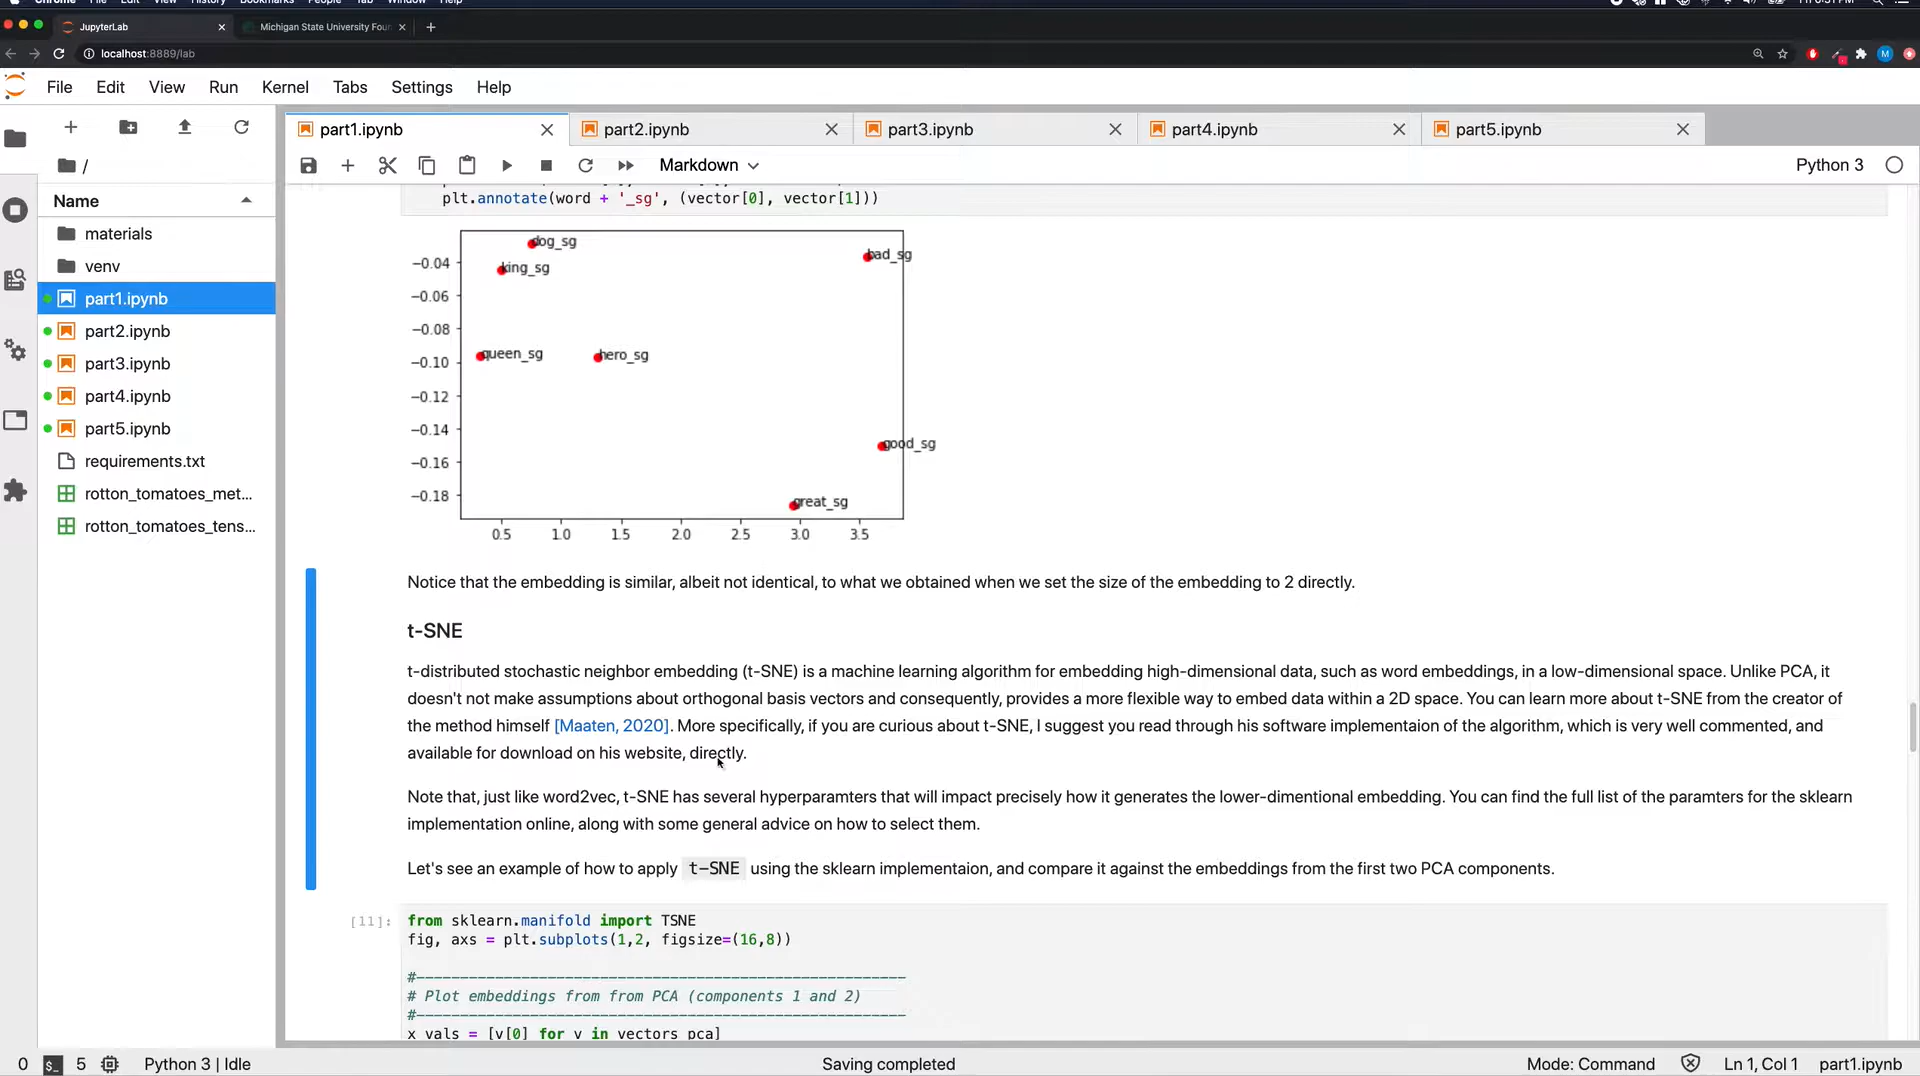 Chrome File Edit View History Bookmarks People Tab Window Help
JupyterLab
Michigan State University Foun
localhost:8889/lab
M
File Edit View Run Kernel Tabs Settings Help
part1.ipynb part2.ipynb part3.ipynb part4.ipynb part5.ipynb
Markdown
Python 3
/
Name
materials
venv
part1.ipynb
part2.ipynb
part3.ipynb
part4.ipynb
part5.ipynb
requirements.txt
rotton_tomatoes_met...
rotton_tomatoes_tens...
plt.annotate(word + '_sg', (vector[0], vector[1]))
dog_sg
bad_sg
king_sg
queen_sg
hero_sg
good_sg
great_sg
−0.04
−0.06
−0.08
−0.10
−0.12
−0.14
−0.16
−0.18
0.5 1.0 1.5 2.0 2.5 3.0 3.5
Notice that the embedding is similar, albeit not identical, to what we obtained when we set the size of the embedding to 2 directly.
t-SNE
t-distributed stochastic neighbor embedding (t-SNE) is a machine learning algorithm for embedding high-dimensional data, such as word embeddings, in a low-dimensional space. Unlike PCA, it
doesn't not make assumptions about orthogonal basis vectors and consequently, provides a more flexible way to embed data within a 2D space. You can learn more about t-SNE from the creator of
the method himself [Maaten, 2020]. More specifically, if you are curious about t-SNE, I suggest you read through his software implementaion of the algorithm, which is very well commented, and
available for download on his website, directly.
Note that, just like word2vec, t-SNE has several hyperparamters that will impact precisely how it generates the lower-dimentional embedding. You can find the full list of the paramters for the sklearn
implementation online, along with some general advice on how to select them.
Let's see an example of how to apply t-SNE using the sklearn implementaion, and compare it against the embeddings from the first two PCA components.
[11]:
from sklearn.manifold import TSNE
fig, axs = plt.subplots(1,2, figsize=(16,8))
#--------------------------------------------------------
# Plot embeddings from from PCA (components 1 and 2)
#--------------------------------------------------------
x_vals = [v[0] for v in vectors_pca]
0 $_ 5 Python 3 | Idle
Saving completed
Mode: Command
Ln 1, Col 1
part1.ipynb